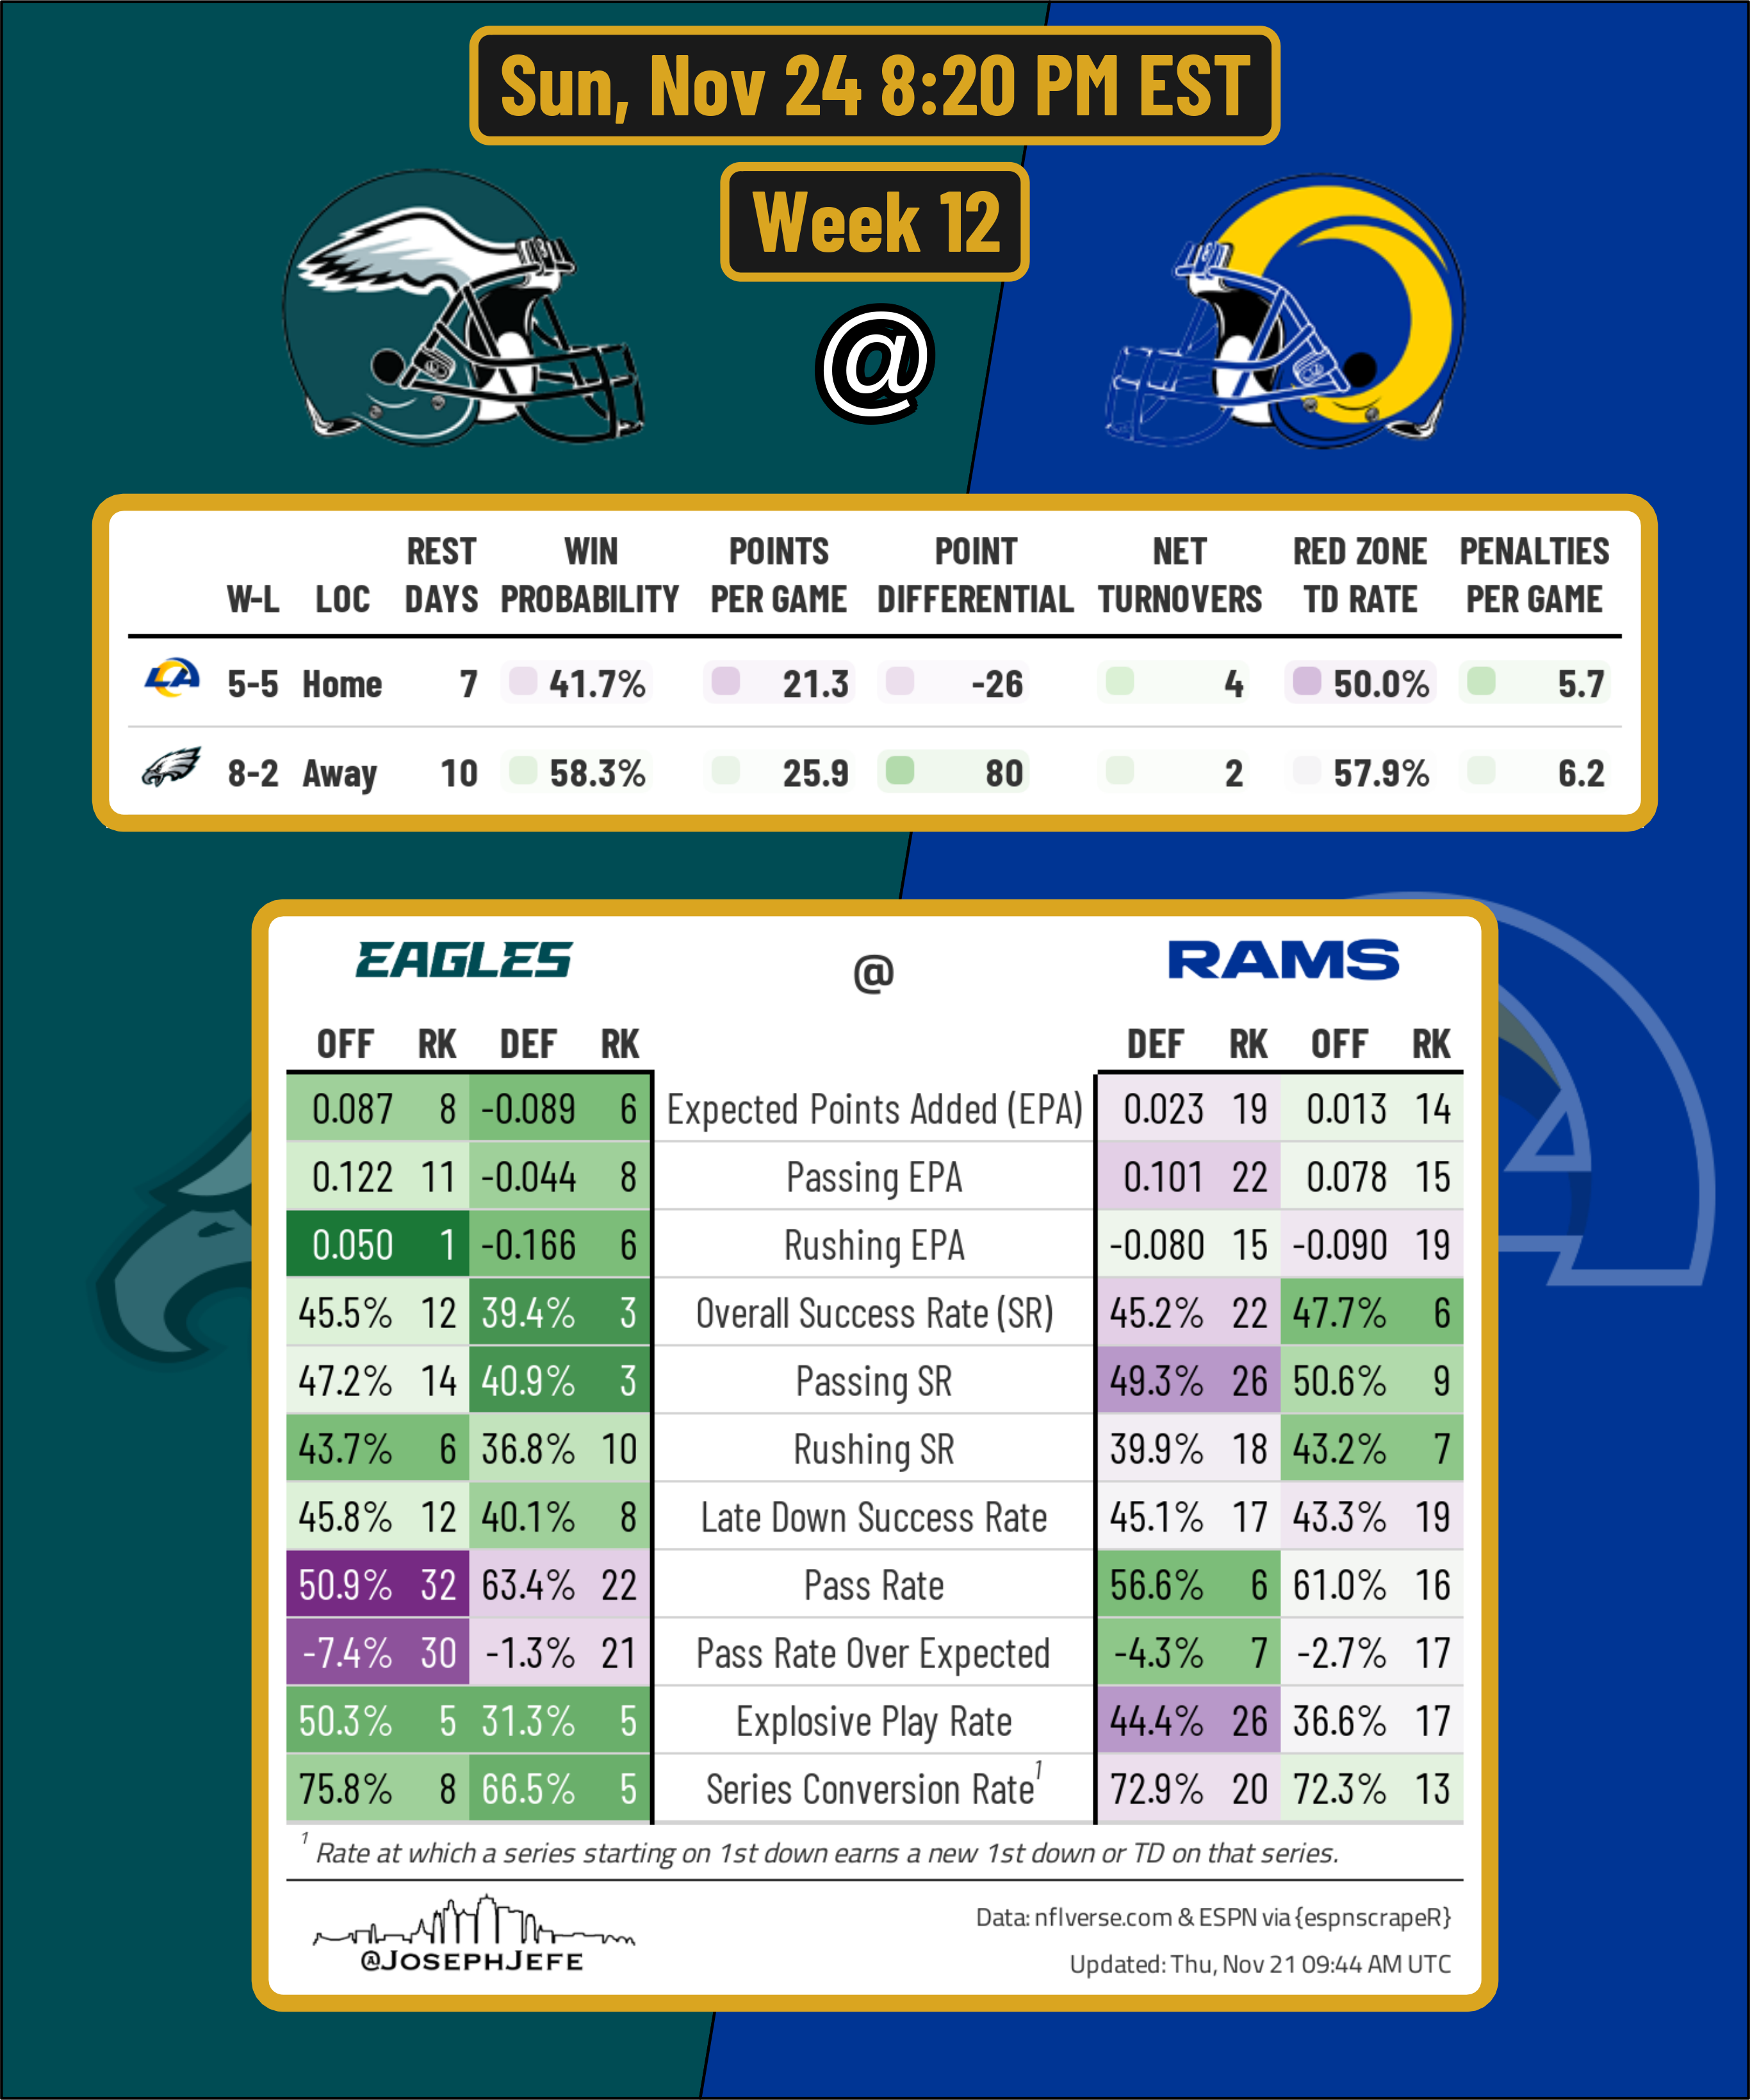 Sun, Nov 24 8:20 PM EST
Week 12
@
REST WIN POINTS POINT NET RED ZONE PENALTIES
W-L LOC DAYS PROBABILITY PER GAME DIFFERENTIAL TURNOVERS TD RATE PER GAME
LA 5-5 Home 7 41.7% 21.3 -26 4 50.0% 5.7
8-2 Away 10 58.3% 25.9 80 2 57.9% 6.2
EAGLES @ RAMS
OFF RK DEF RK DEF RK OFF RK
0.087 8 -0.089 6 Expected Points Added (EPA) 0.023 19 0.013 14
0.122 11 -0.044 8 Passing EPA 0.101 22 0.078 15
0.050 1 -0.166 6 Rushing EPA -0.080 15 -0.090 19
45.5% 12 39.4% 3 Overall Success Rate (SR) 45.2% 22 47.7% 6
47.2% 14 40.9% 3 Passing SR 49.3% 26 50.6% 9
43.7% 6 36.8% 10 Rushing SR 39.9% 18 43.2% 7
45.8% 12 40.1% 8 Late Down Success Rate 45.1% 17 43.3% 19
50.9% 32 63.4% 22 Pass Rate 56.6% 6 61.0% 16
-7.4% 30 -1.3% 21 Pass Rate Over Expected -4.3% 7 -2.7% 17
50.3% 5 31.3% 5 Explosive Play Rate 44.4% 26 36.6% 17
75.8% 8 66.5% 5 Series Conversion Rate¹ 72.9% 20 72.3% 13
¹ Rate at which a series starting on 1st down earns a new 1st down or TD on that series.
@JOSEPHJEFE
Data: nflverse.com & ESPN via {espnscrapeR}
Updated: Thu, Nov 21 09:44 AM UTC